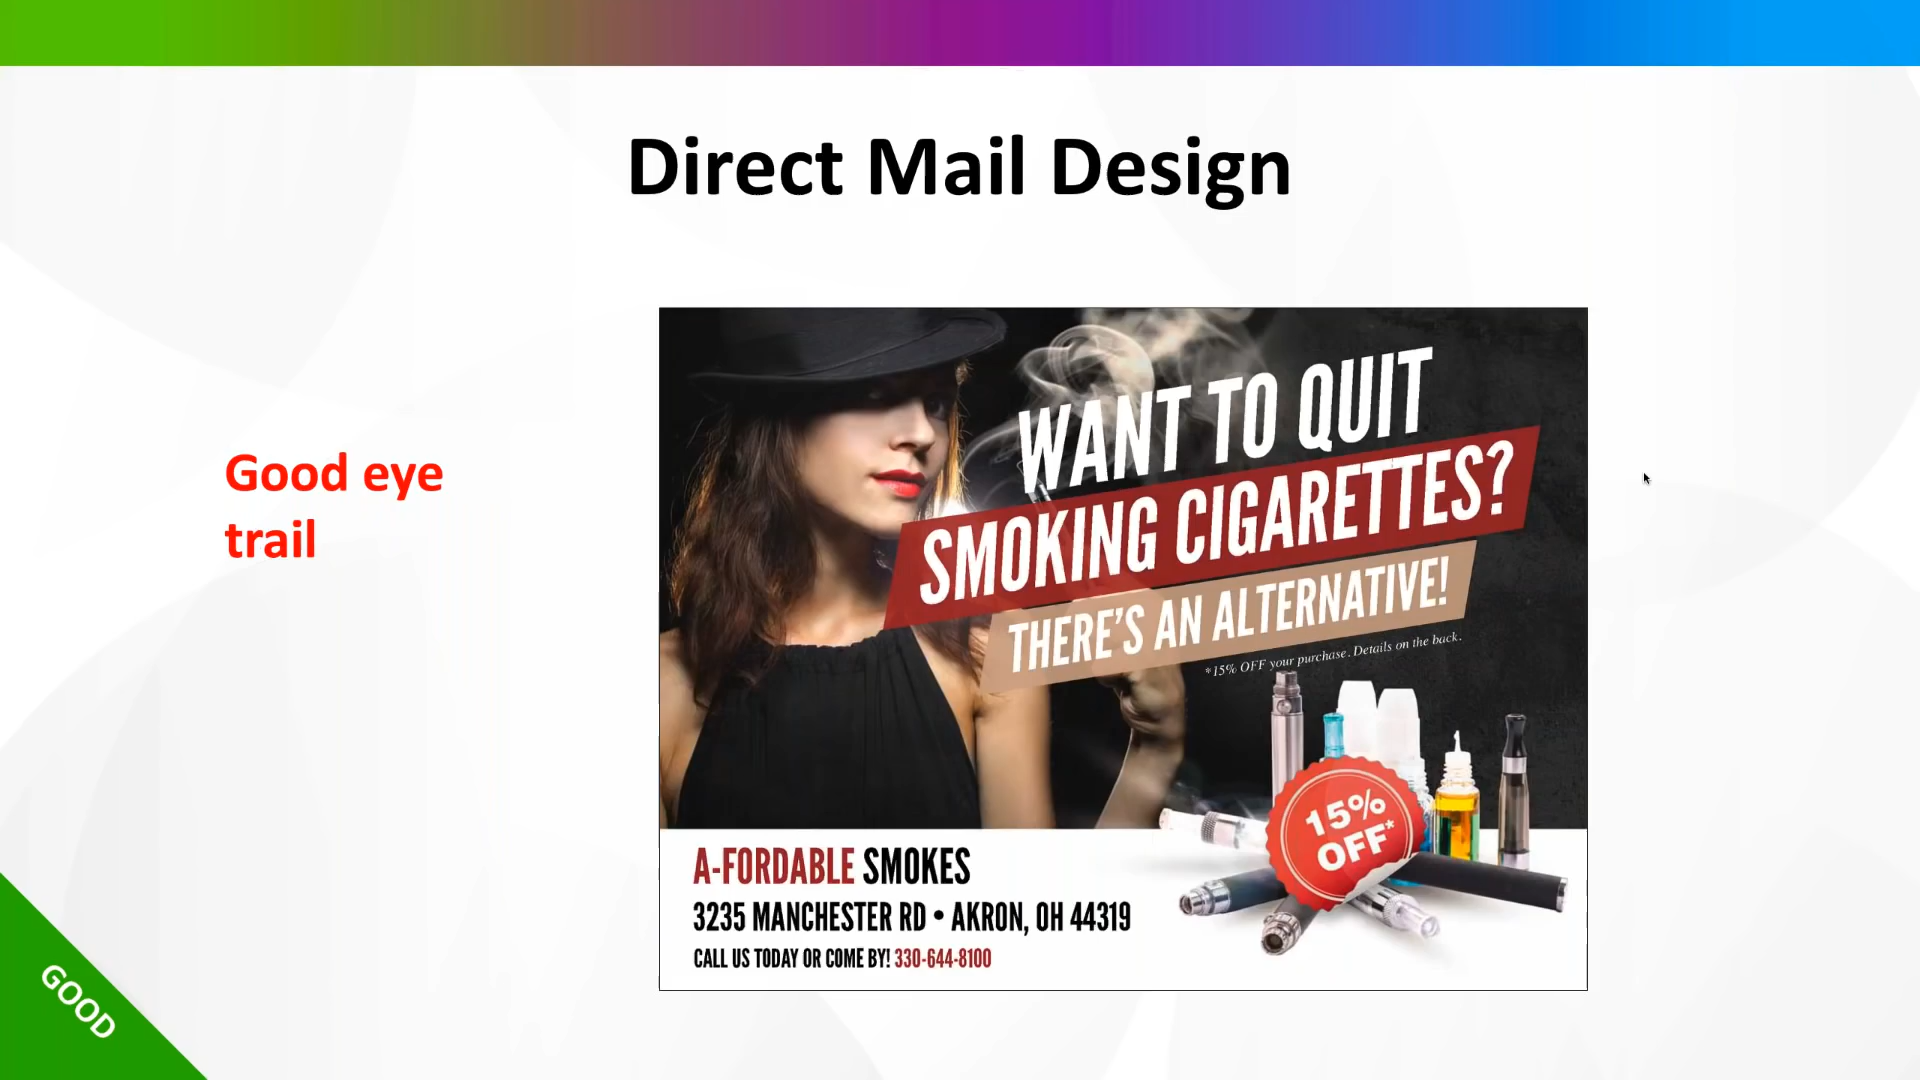 Direct Mail Design
Good eye
trail
WANT TO QUIT
SMOKING CIGARETTES?
THERE'S AN ALTERNATIVE!
*15% OFF your purchase. Details on the back.
15%
OFF*
A-FORDABLE SMOKES
3235 MANCHESTER RD • AKRON, OH 44319
CALL US TODAY OR COME BY! 330-644-8100
GOOD